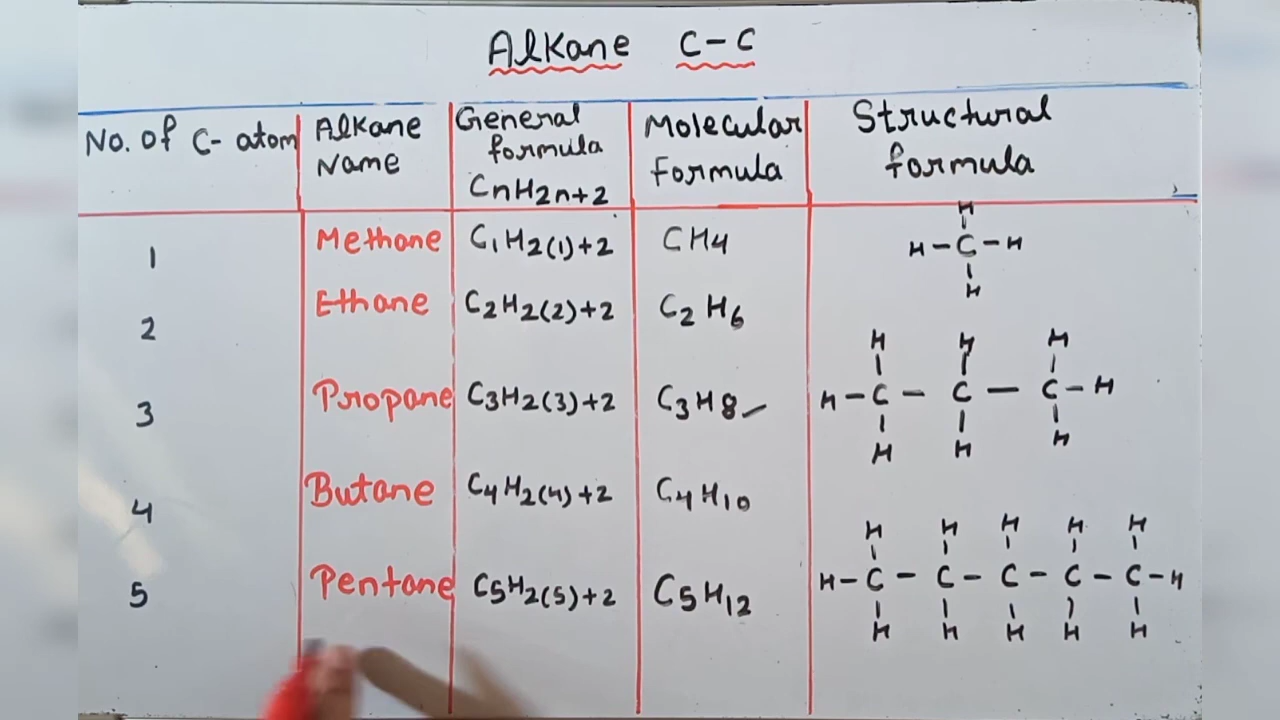 Alkane C-C
No. of C- atom
Alkane
Name
General
formula
CnH2n+2
Molecular
Formula
Structural
formula
1 Methane C1H2(1)+2 CH4
H
H-C-H
H
2 Ethane C2H2(2)+2 C2H6
3 Propane C3H2(3)+2 C3H8
H H H
H-C-C-C-H
H H H
4 Butane C4H2(4)+2 C4H10
5 Pentane C5H2(5)+2 C5H12
H H H H H
H-C-C-C-C-C-H
H H H H H